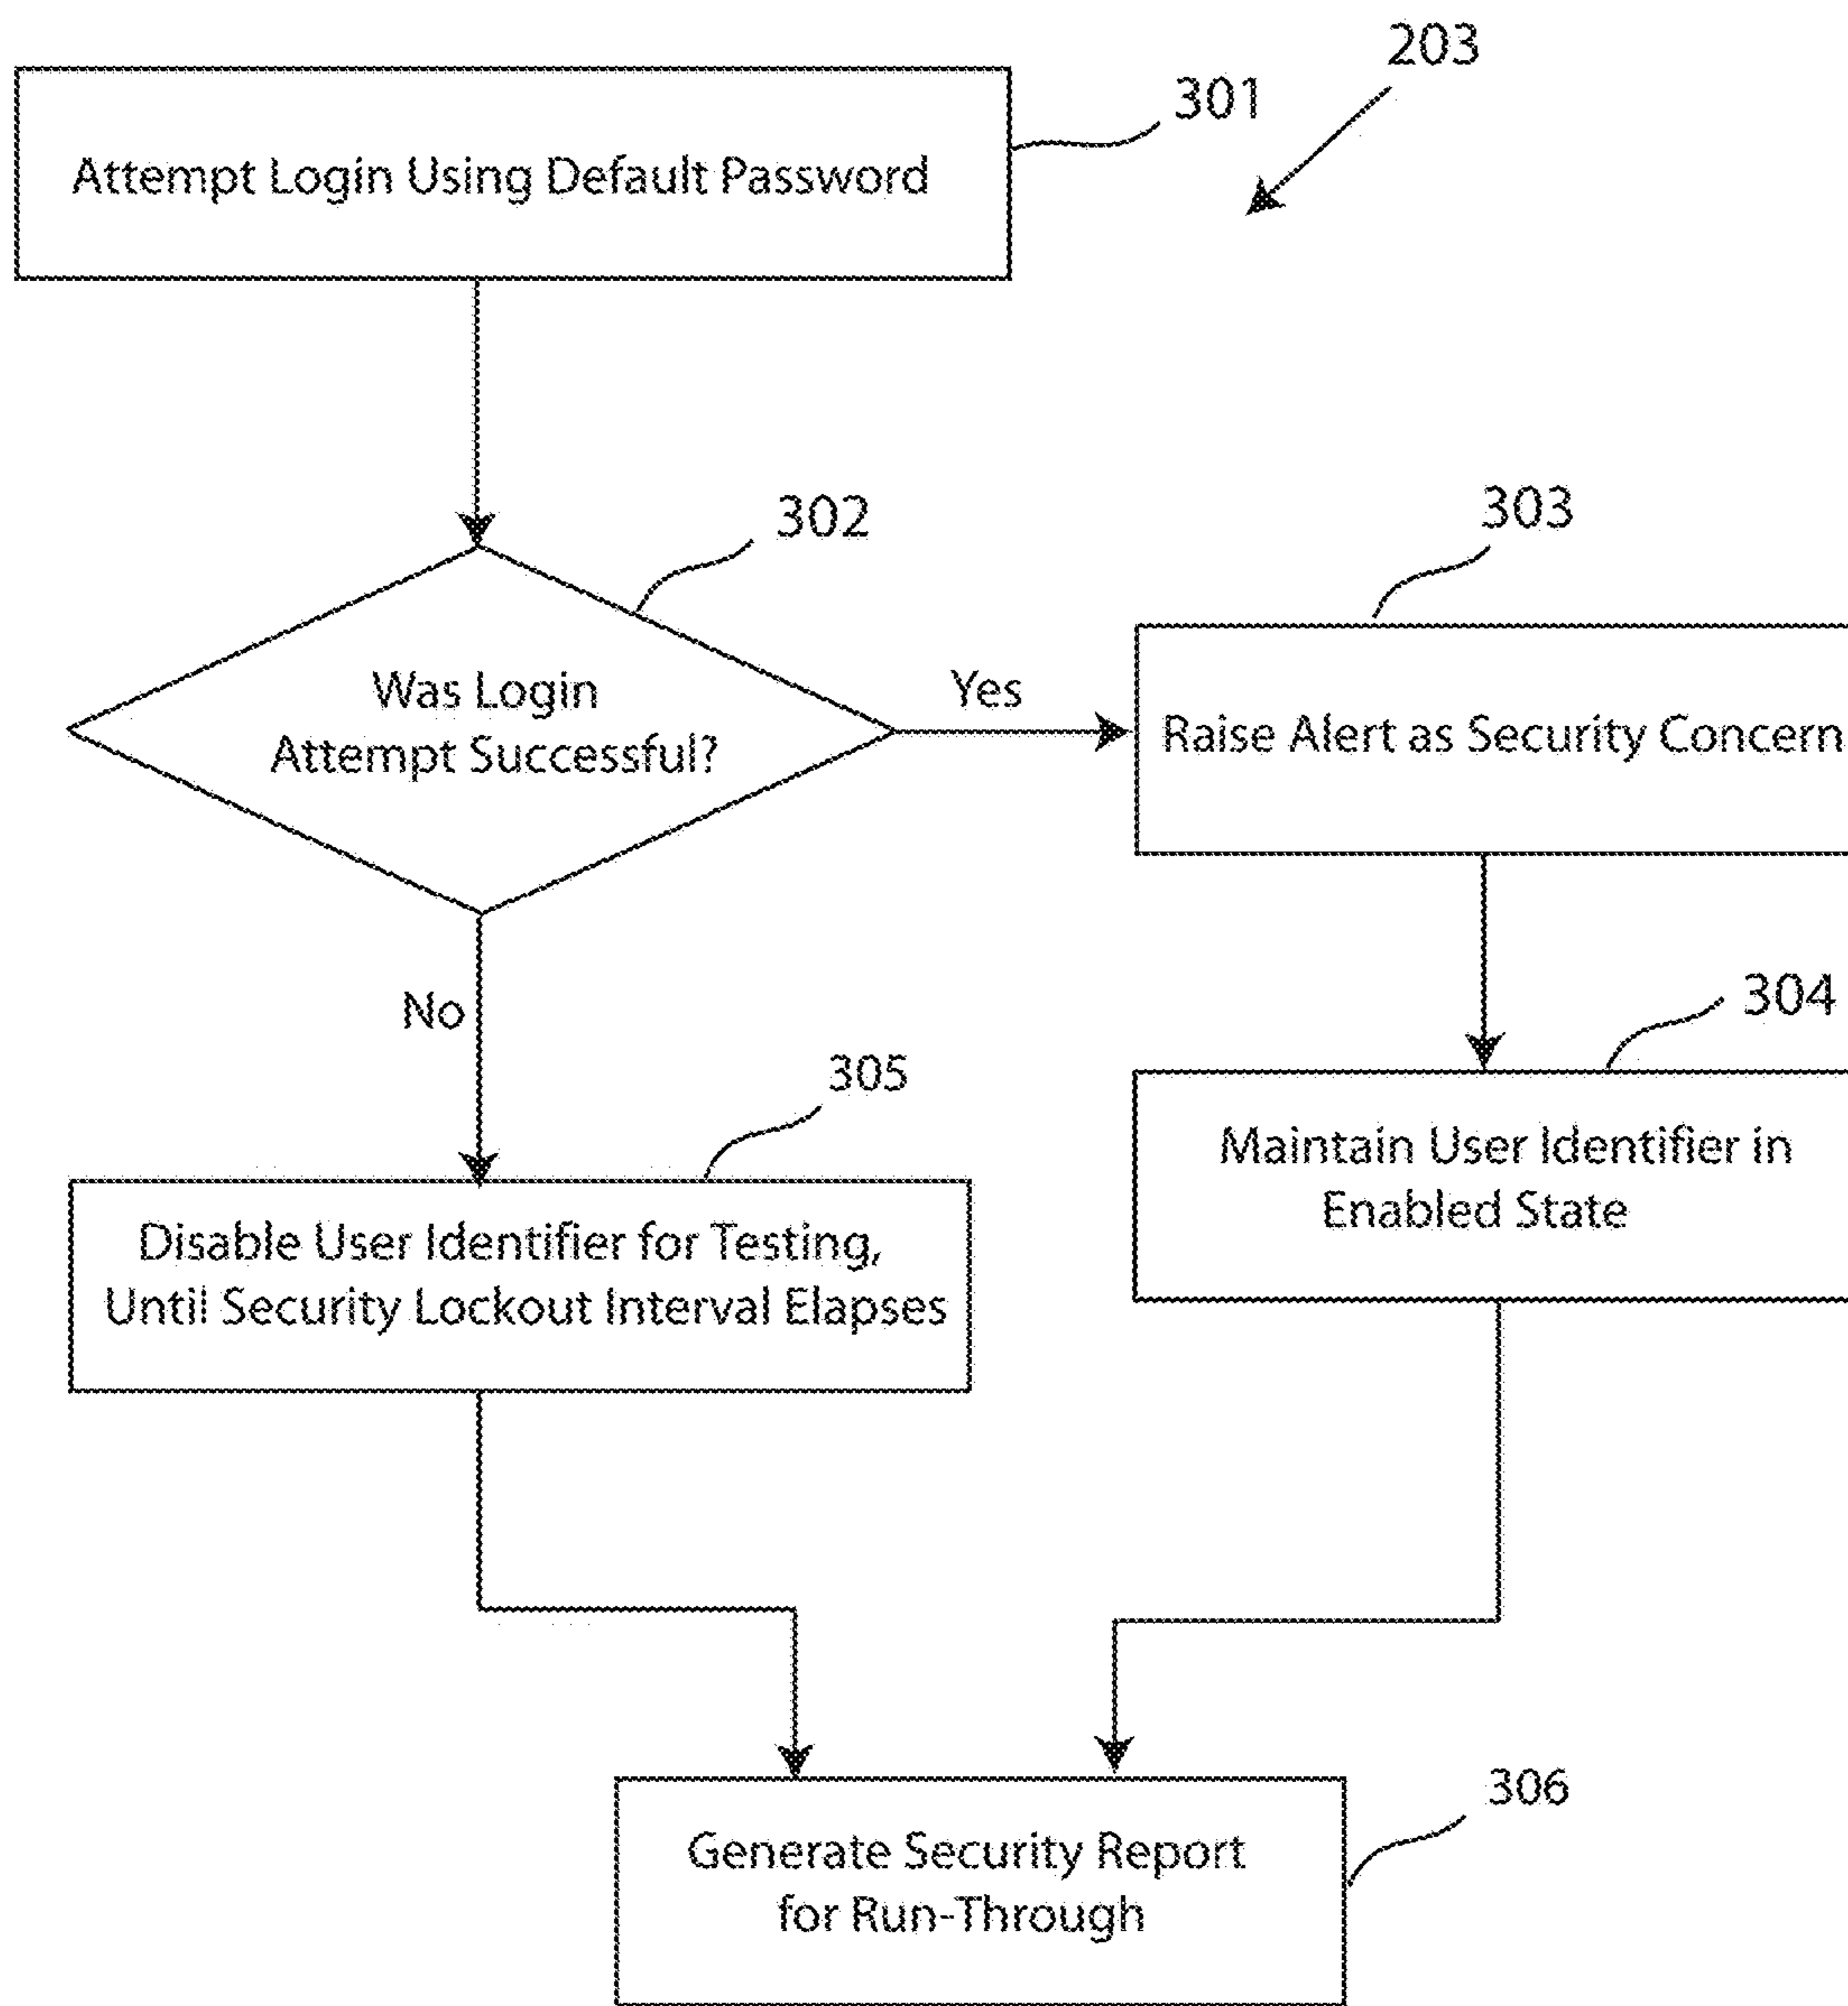 203
301
Attempt Login Using Default Password
302
303
Was Login
Attempt Successful?
Yes
Raise Alert as Security Concern
No
304
305
Maintain User Identifier in
Enabled State
Disable User Identifier for Testing,
Until Security Lockout Interval Elapses
306
Generate Security Report
for Run-Through